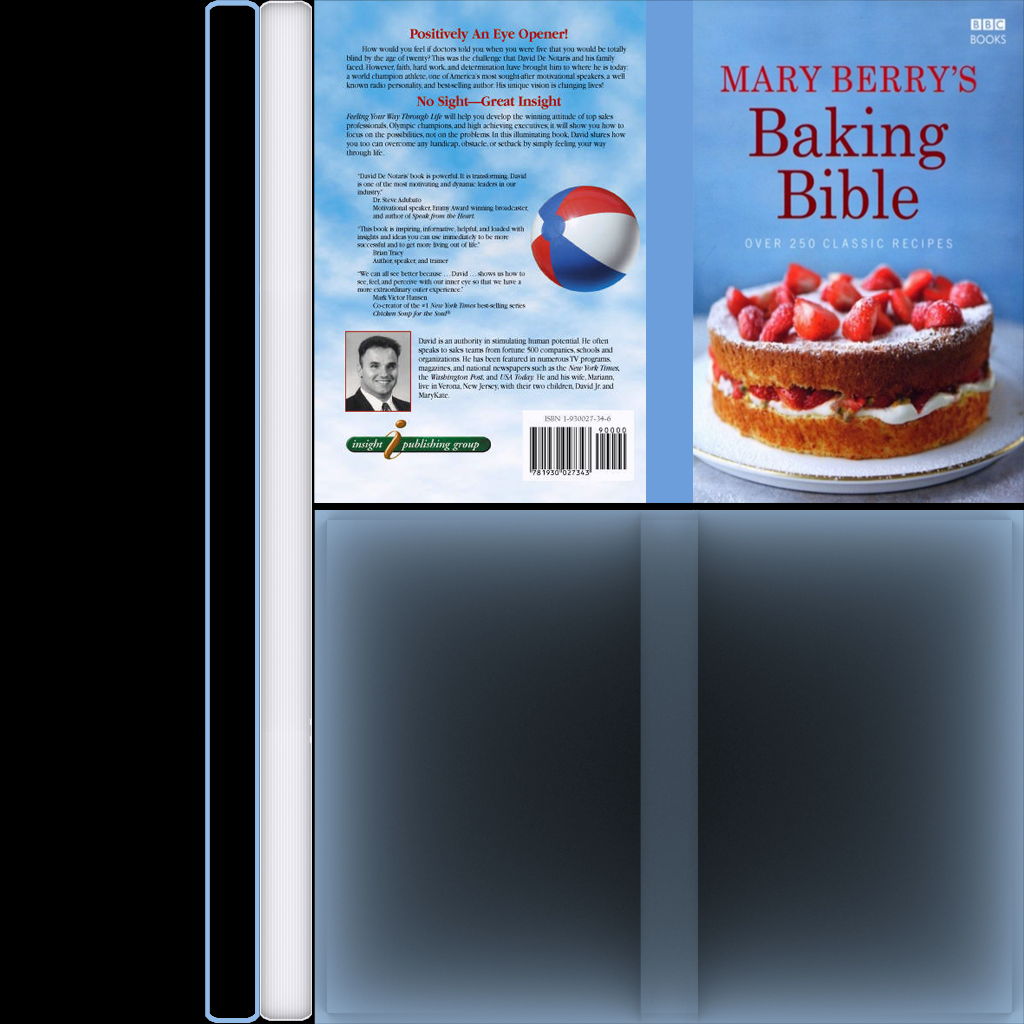 Positively An Eye Opener!
How would you feel if doctors told you when you were five that you would be totally
blind by the age of twenty? This was the challenge that David De Notaris and his family
faced. However, faith, hard work, and determination have brought him to where he is today:
a world champion athlete, one of America's most sought-after motivational speakers, a well
known radio personality, and best-selling author. His unique vision is changing lives!
No Sight—Great Insight
Feeling Your Way Through Life will help you develop the winning attitude of top sales
professionals, Olympic champions, and high achieving executives; it will show you how to
focus on the possibilities, not on the problems. In this illuminating book, David shares how
you too can overcome any handicap, obstacle, or setback by simply feeling your way
through life.
"David De Notaris' book is powerful. It is transforming. David
is one of the most motivating and dynamic leaders in our
industry."
Dr. Steve Adubato
Motivational speaker, Emmy Award winning broadcaster,
and author of Speak from the Heart.
"This book is inspiring, informative, helpful, and loaded with
insights and ideas you can use immediately to be more
successful and to get more living out of life."
Brian Tracy
Author, speaker, and trainer
"We can all see better because . . . David . . . shows us how to
see, feel, and perceive with our inner eye so that we have a
more extraordinary outer experience."
Mark Victor Hansen
Co-creator of the #1 New York Times best-selling series
Chicken Soup for the Soul®
David is an authority in stimulating human potential. He often
speaks to sales teams from fortune 500 companies, schools and
organizations. He has been featured in numerous TV programs,
magazines, and national newspapers such as the New York Times,
the Washington Post, and USA Today. He and his wife, Mariann,
live in Verona, New Jersey, with their two children, David Jr. and
MaryKate.
insight i publishing group
ISBN 1-930027-34-6
90000
781930 027343
BBC
BOOKS
MARY BERRY'S
Baking
Bible
OVER 250 CLASSIC RECIPES